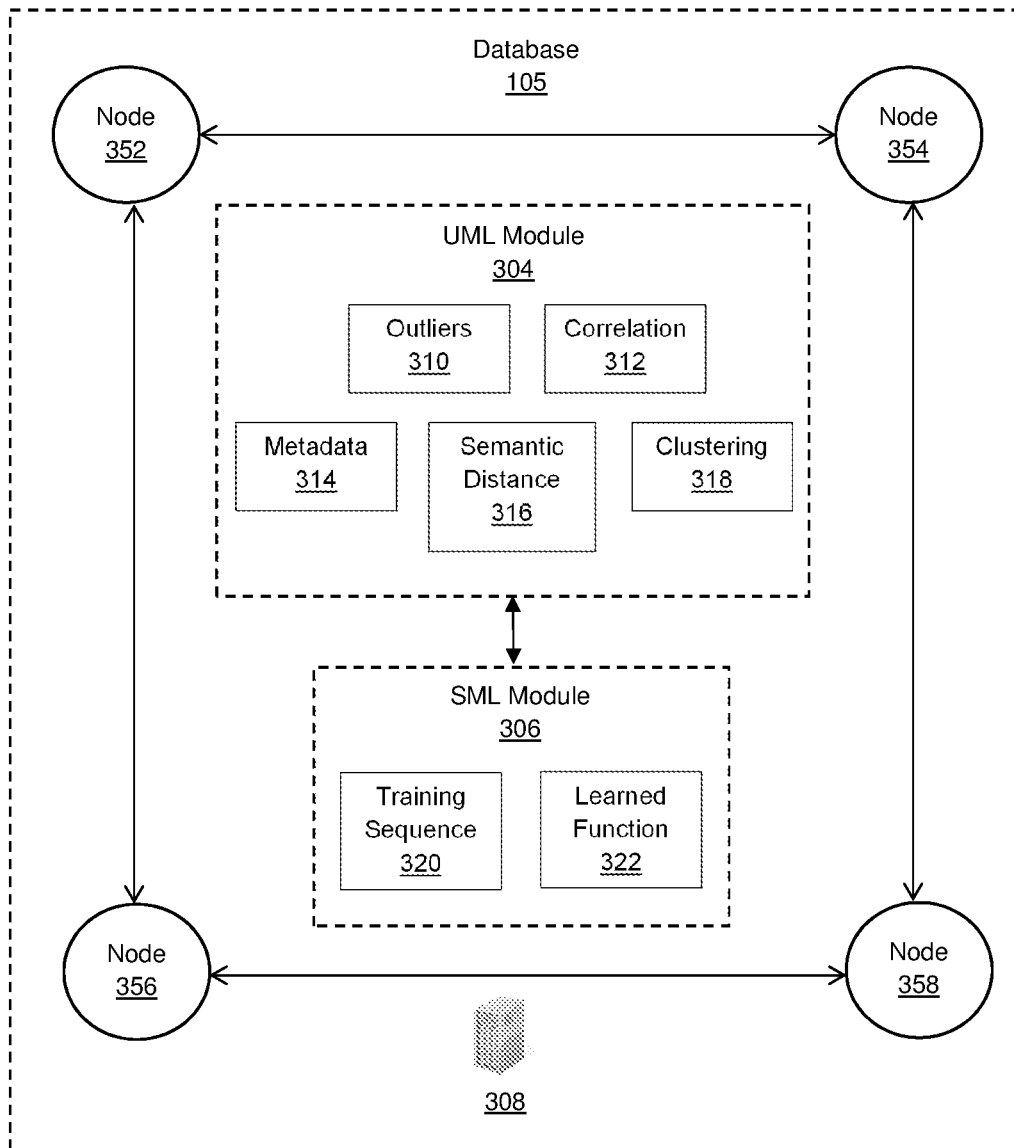 Database
105
Node
352
Node
354
UML Module
304
Outliers
310
Correlation
312
Metadata
314
Semantic
Distance
316
Clustering
318
SML Module
306
Training
Sequence
320
Learned
Function
322
Node
356
Node
358
308